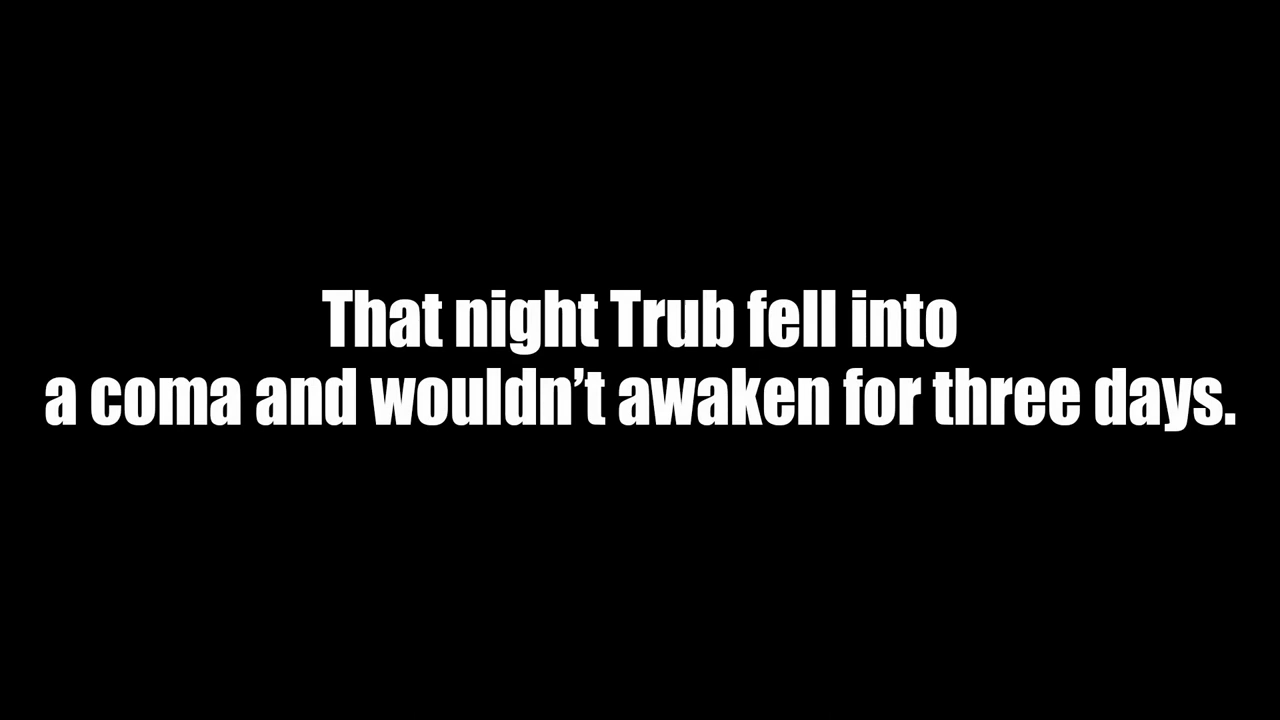 That night Trub fell into
a coma and wouldn’t awaken for three days.